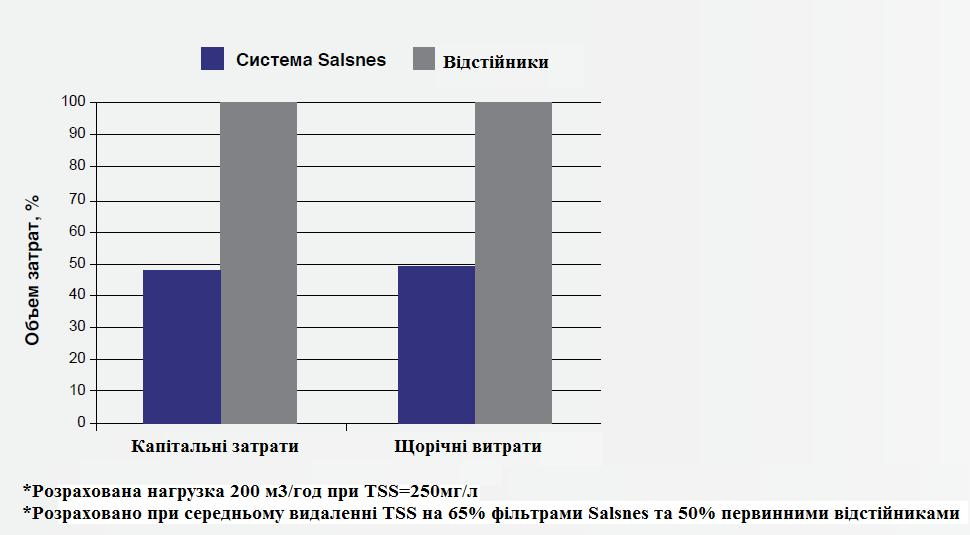 Система Salsnes
Відстійники
Объем затрат, %
100
90
80
70
60
50
40
30
20
10
0
Капітальні затрати
Щорічні витрати
*Розрахована нагрузка 200 м3/год при TSS=250мг/л
*Розраховано при середньому видаленні TSS на 65% фільтрами Salsnes та 50% первинними відстійниками